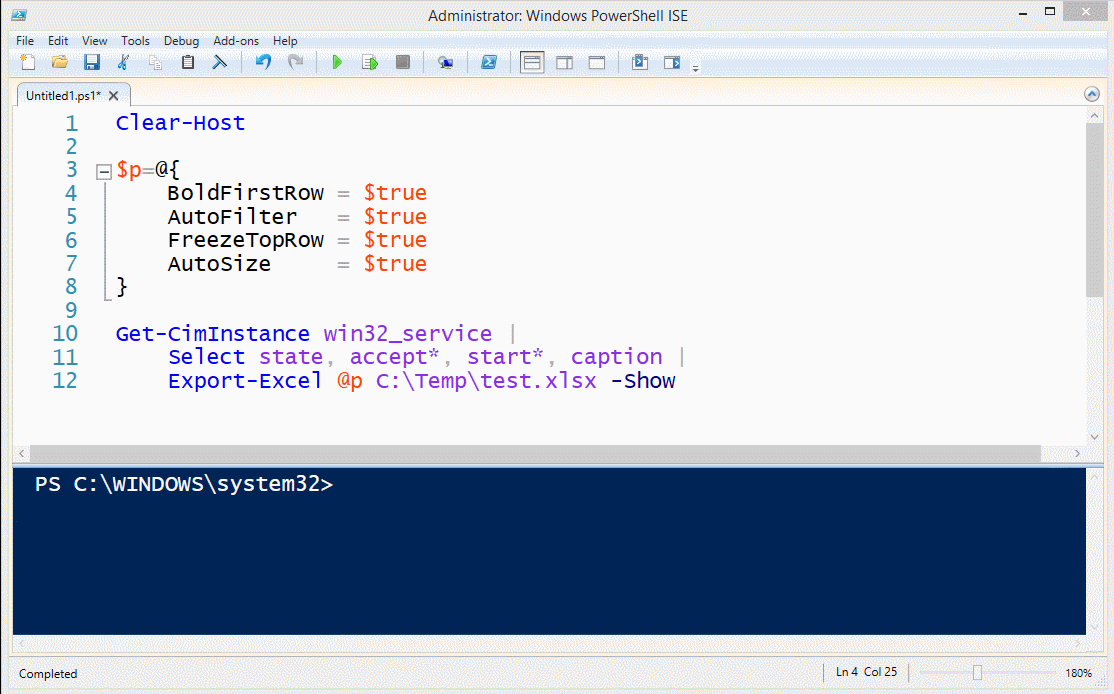 Administrator: Windows PowerShell ISE
File Edit View Tools Debug Add-ons Help
Untitled1.ps1* X
1 Clear-Host
2
3 $p=@{
4     BoldFirstRow = $true
5     AutoFilter   = $true
6     FreezeTopRow = $true
7     AutoSize     = $true
8 }
9
10 Get-CimInstance win32_service |
11     Select state, accept*, start*, caption |
12     Export-Excel @p C:\Temp\test.xlsx -Show
PS C:\WINDOWS\system32>
Completed Ln 4 Col 25 180%